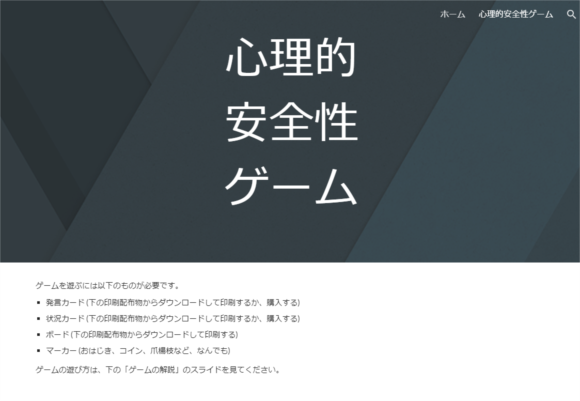 ホーム 心理的安全性ゲーム
心理的
安全性
ゲーム
ゲームを遊ぶには以下のものが必要です。
発言カード (下の印刷配布物からダウンロードして印刷するか、購入する)
状況カード (下の印刷配布物からダウンロードして印刷するか、購入する)
ボード (下の印刷配布物からダウンロードして印刷する)
マーカー (おはじき、コイン、爪楊枝など、なんでも)
ゲームの遊び方は、下の「ゲームの解説」のスライドを見てください。